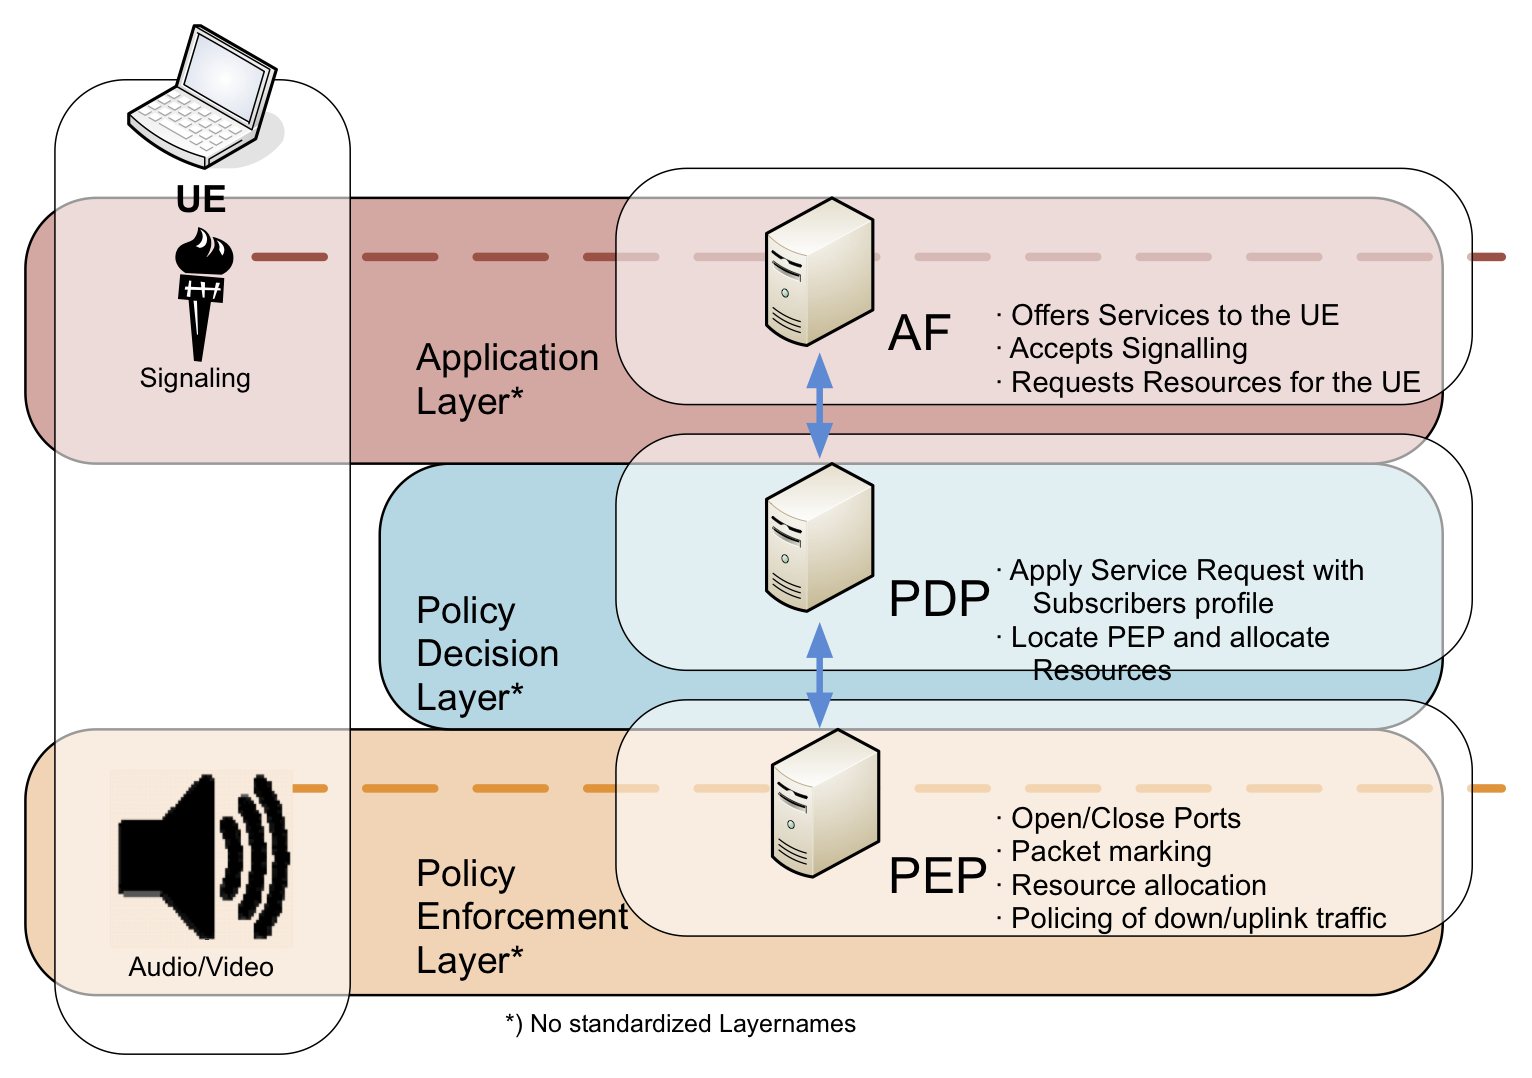 UE
Signaling
Application
Layer*
AF
· Offers Services to the UE
· Accepts Signalling
· Requests Resources for the UE
Policy
Decision
Layer*
PDP
· Apply Service Request with
Subscribers profile
· Locate PEP and allocate
Resources
Policy
Enforcement
Layer*
PEP
· Open/Close Ports
· Packet marking
· Resource allocation
· Policing of down/uplink traffic
Audio/Video
*) No standardized Layernames